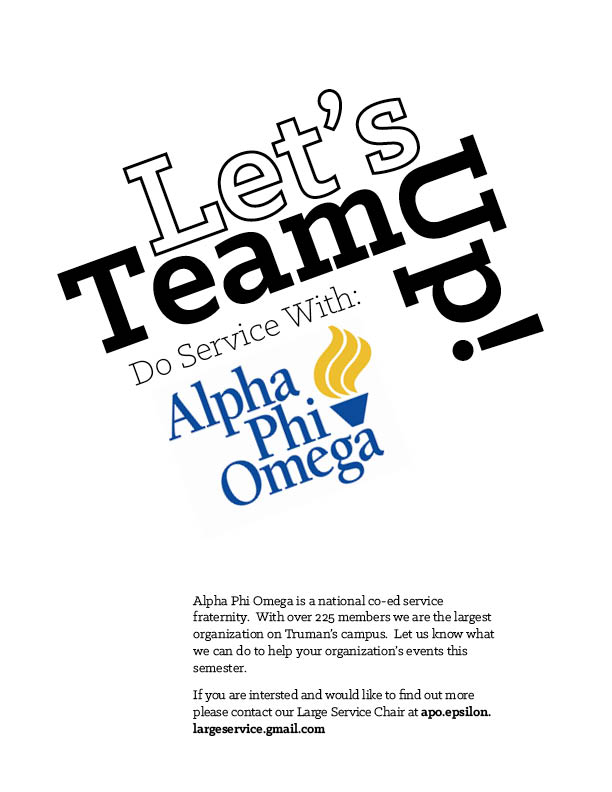 Let's
Team Up!
Do Service With:
Alpha
Phi
Omega
Alpha Phi Omega is a national co-ed service
fraternity. With over 225 members we are the largest
organization on Truman's campus. Let us know what
we can do to help your organization's events this
semester.
If you are intersted and would like to find out more
please contact our Large Service Chair at apo.epsilon.
largeservice.gmail.com